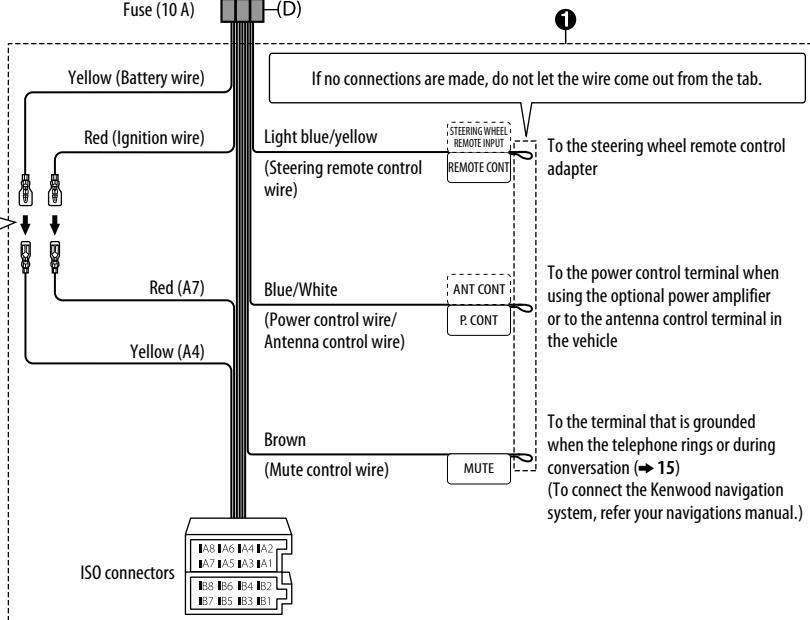 Fuse (10 A)
(D)
1
If no connections are made, do not let the wire come out from the tab.
Yellow (Battery wire)
Red (Ignition wire)
Light blue/yellow
(Steering remote control
wire)
STEERING WHEEL
REMOTE INPUT
REMOTE CONT
To the steering wheel remote control
adapter
Red (A7)
Yellow (A4)
Blue/White
(Power control wire/
Antenna control wire)
ANT CONT
P. CONT
To the power control terminal when
using the optional power amplifier
or to the antenna control terminal in
the vehicle
Brown
(Mute control wire)
MUTE
To the terminal that is grounded
when the telephone rings or during
conversation (➡ 15)
(To connect the Kenwood navigation
system, refer your navigations manual.)
ISO connectors
A8 A6 A4 A2
A7 A5 A3 A1
B8 B6 B4 B2
B7 B5 B3 B1